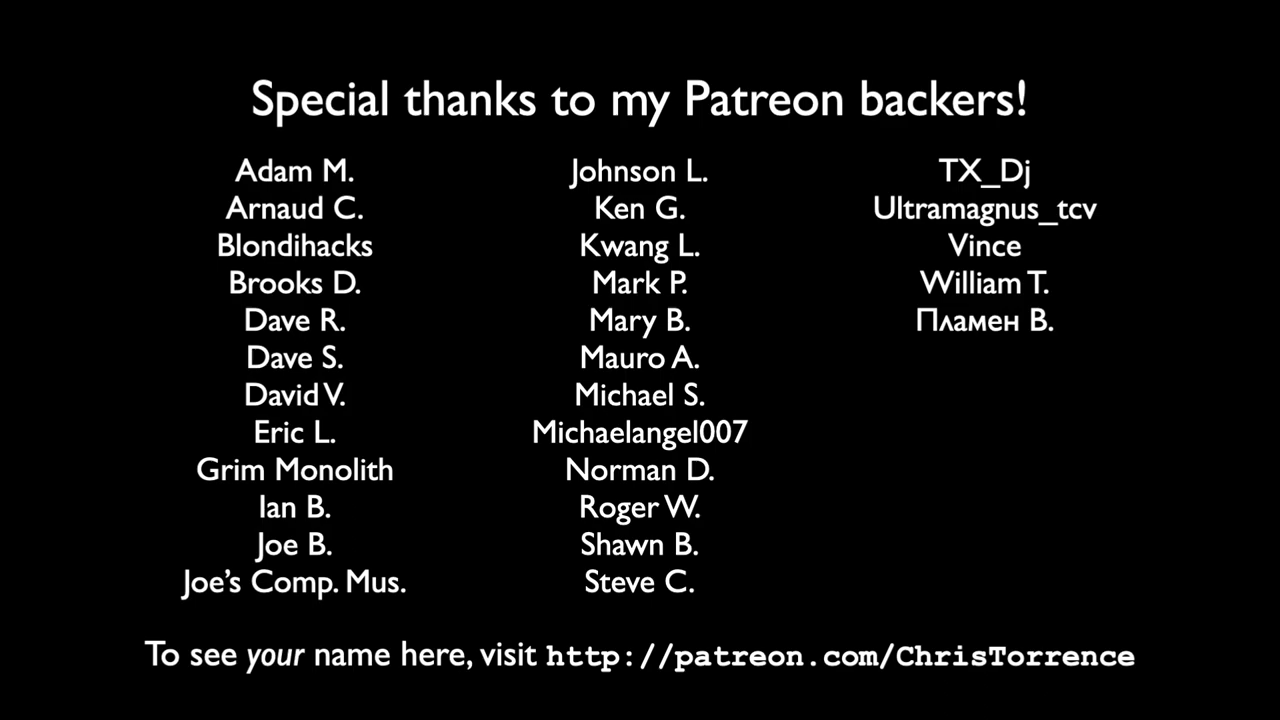 Special thanks to my Patreon backers!
Adam M.
Arnaud C.
Blondihacks
Brooks D.
Dave R.
Dave S.
David V.
Eric L.
Grim Monolith
Ian B.
Joe B.
Joe’s Comp. Mus.
Johnson L.
Ken G.
Kwang L.
Mark P.
Mary B.
Mauro A.
Michael S.
Michaelangel007
Norman D.
Roger W.
Shawn B.
Steve C.
TX_Dj
Ultramagnus_tcv
Vince
William T.
Пламен В.
To see your name here, visit http://patreon.com/ChrisTorrence